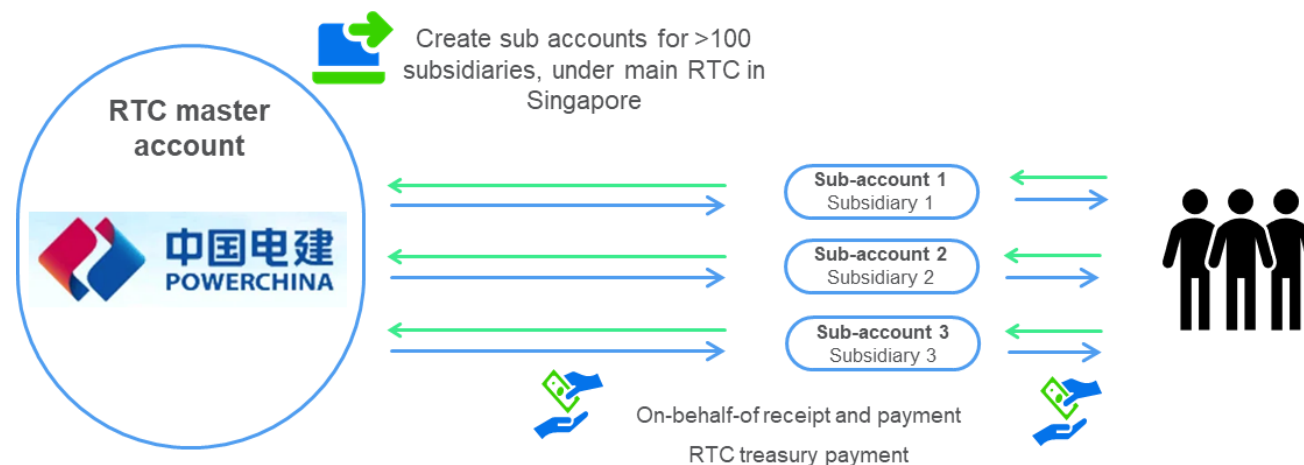 Create sub accounts for >100
subsidiaries, under main RTC in
Singapore
RTC master
account
中国电建
POWERCHINA
Sub-account 1
Subsidiary 1
Sub-account 2
Subsidiary 2
Sub-account 3
Subsidiary 3
On-behalf-of receipt and payment
RTC treasury payment